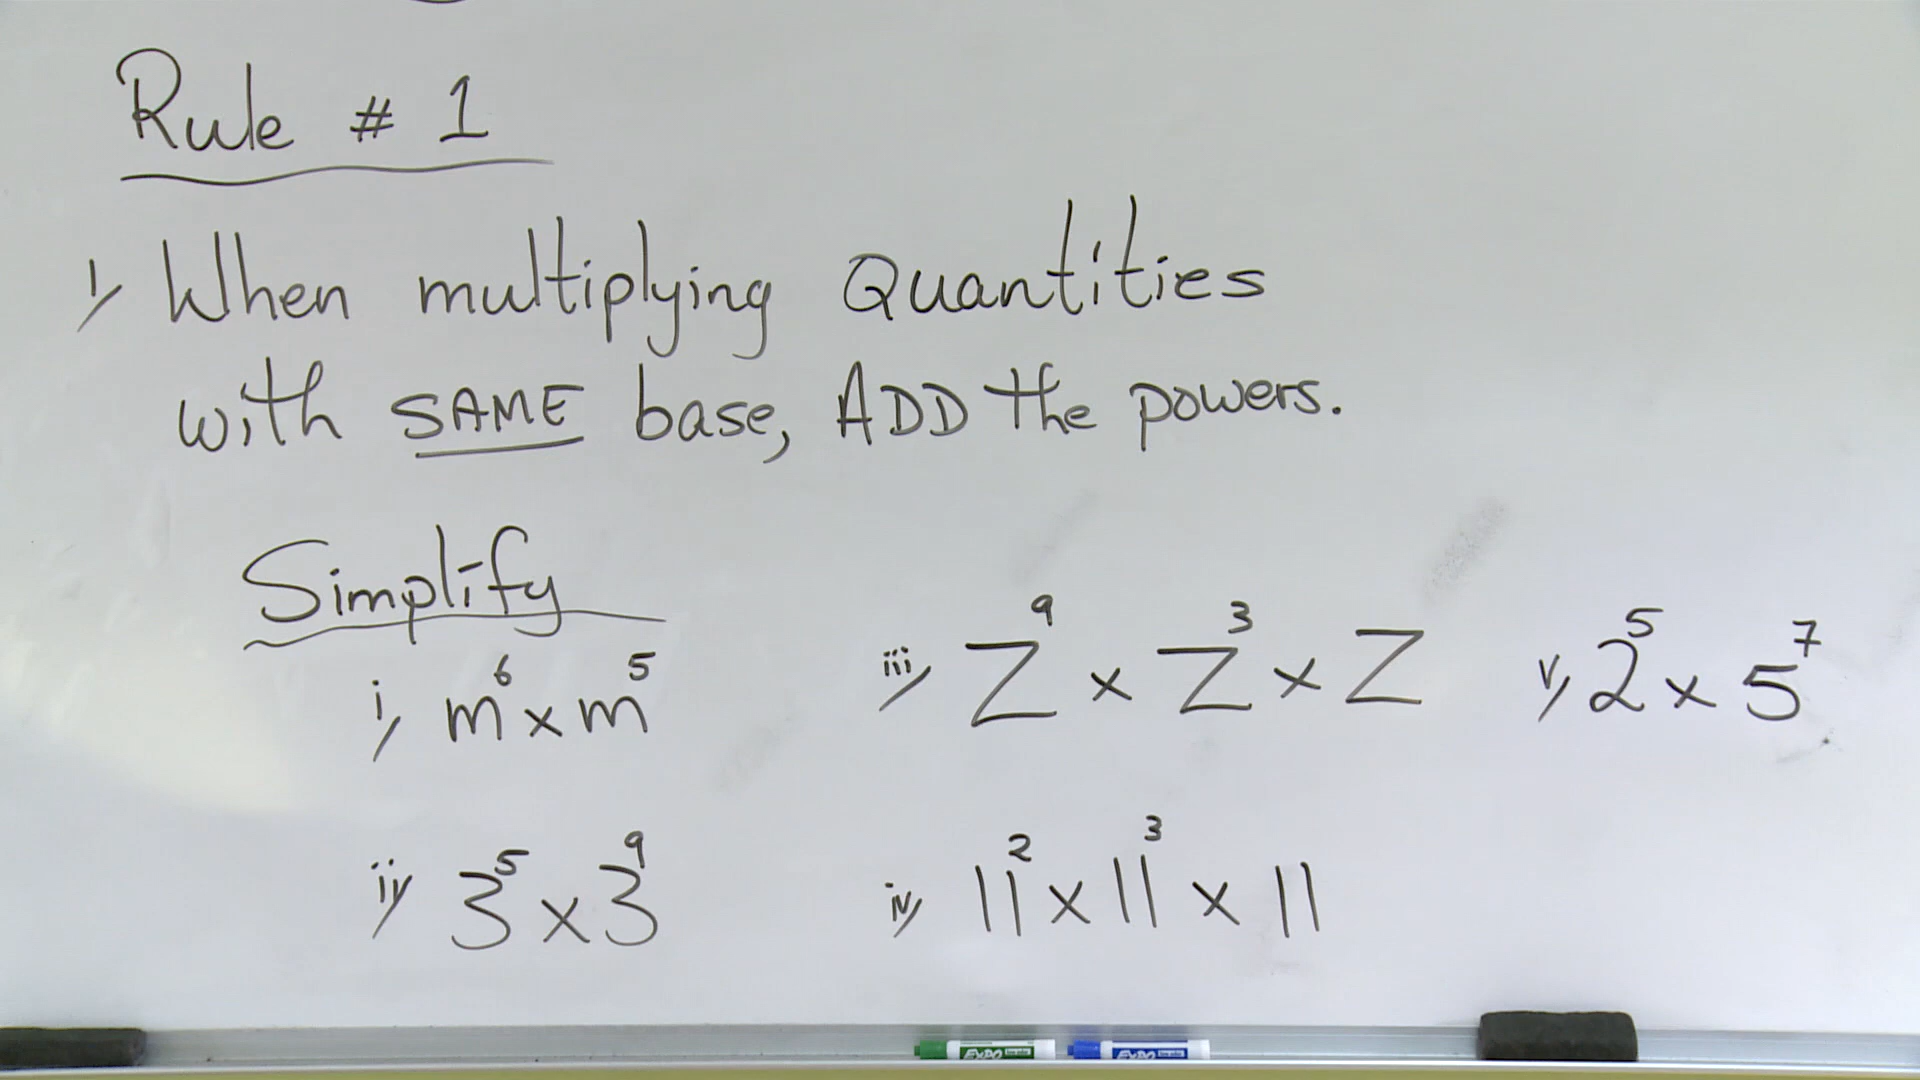 Rule # 1
1, When multiplying Quantities
with SAME base, ADD the powers.
Simplify
i, m⁶ x m⁵
ii, 3⁵ x 3⁹
iii, Z⁹ x Z³ x Z
iv, 11² x 11³ x 11
v, 2⁵ x 5⁷
EXPO
EXPO